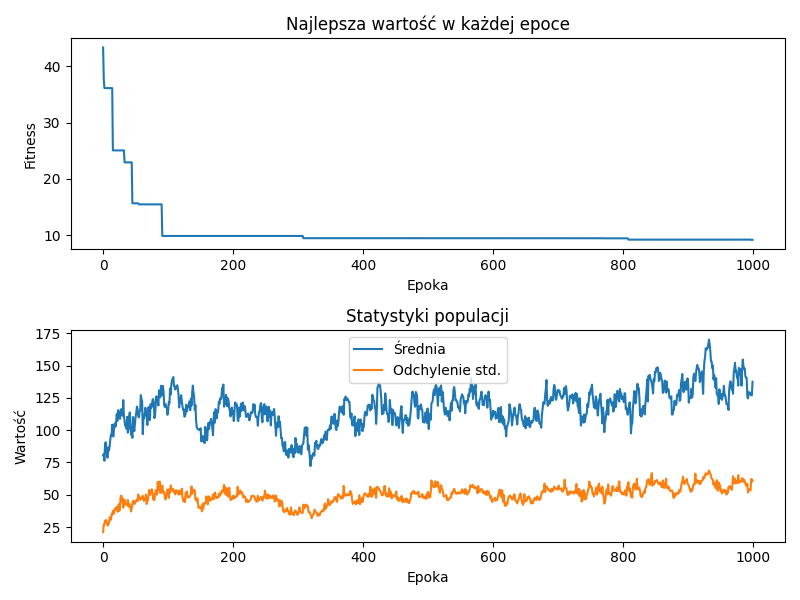 Najlepsza wartość w każdej epoce
Fitness
40
30
20
10
0 200 400 600 800 1000
Epoka
Statystyki populacji
Wartość
175
150
125
100
75
50
25
Średnia
Odchylenie std.
0 200 400 600 800 1000
Epoka